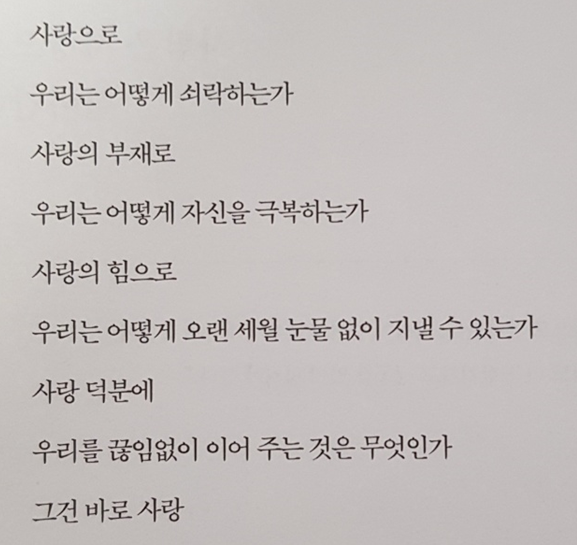 사랑으로
우리는 어떻게 쇠락하는가
사랑의 부재로
우리는 어떻게 자신을 극복하는가
사랑의 힘으로
우리는 어떻게 오랜 세월 눈물 없이 지낼 수 있는가
사랑 덕분에
우리를 끊임없이 이어 주는 것은 무엇인가
그건 바로 사랑